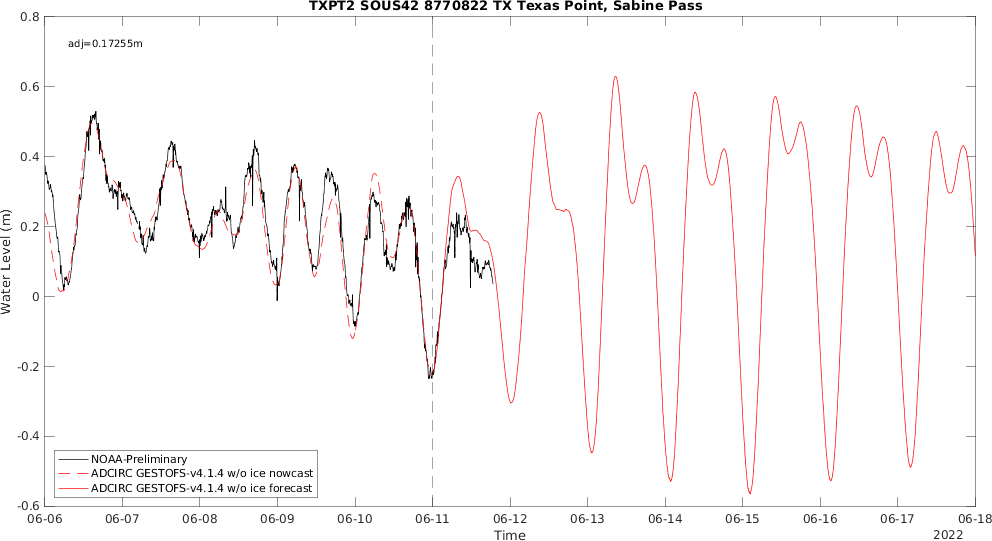 TXPT2 SOUS42 8770822 TX Texas Point, Sabine Pass
adj=0.17255m
0.8
0.6
0.4
0.2
0
-0.2
-0.4
-0.6
Water Level (m)
NOAA-Preliminary
ADCIRC GESTOFS-v4.1.4 w/o ice nowcast
ADCIRC GESTOFS-v4.1.4 w/o ice forecast
06-06 06-07 06-08 06-09 06-10 06-11 06-12 06-13 06-14 06-15 06-16 06-17 06-18
Time
2022